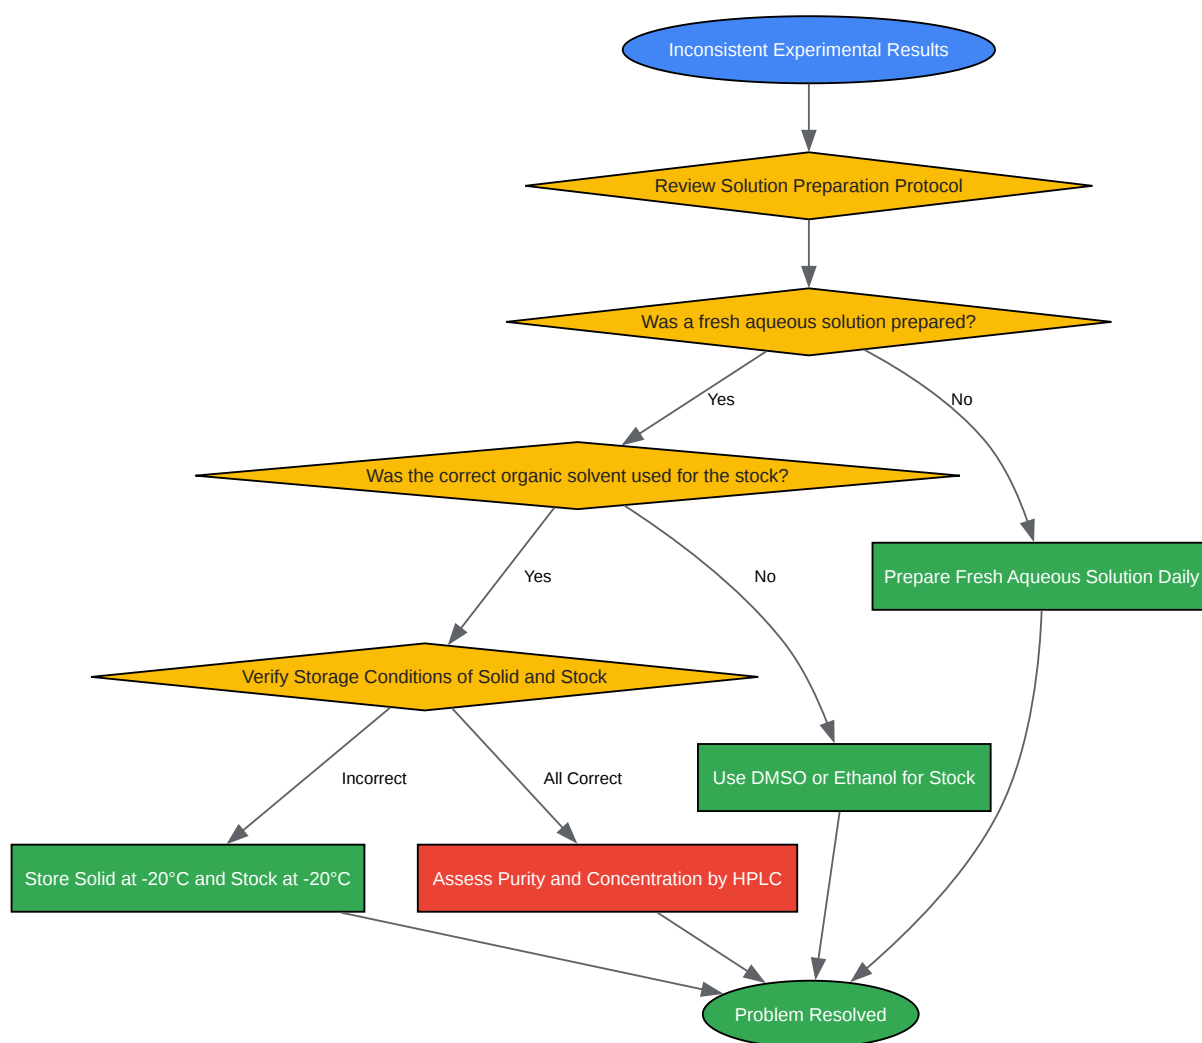 Inconsistent Experimental Results
Review Solution Preparation Protocol
Was a fresh aqueous solution prepared?
Yes
No
Was the correct organic solvent used for the stock?
Yes
No
Prepare Fresh Aqueous Solution Daily
Verify Storage Conditions of Solid and Stock
Incorrect
All Correct
Use DMSO or Ethanol for Stock
Store Solid at -20°C and Stock at -20°C
Assess Purity and Concentration by HPLC
Problem Resolved